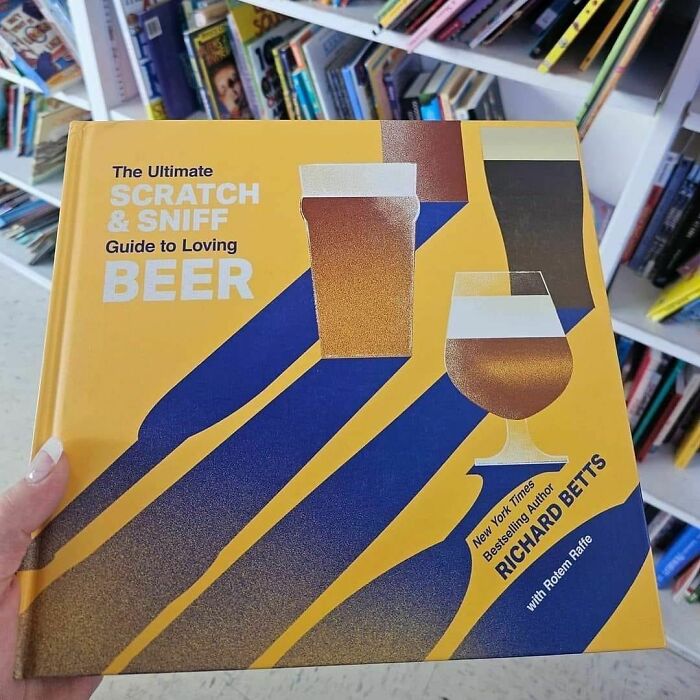 The Ultimate
SCRATCH
& SNIFF
Guide to Loving
BEER
New York Times
Bestselling Author
RICHARD BETTS
with Rotem Raffe